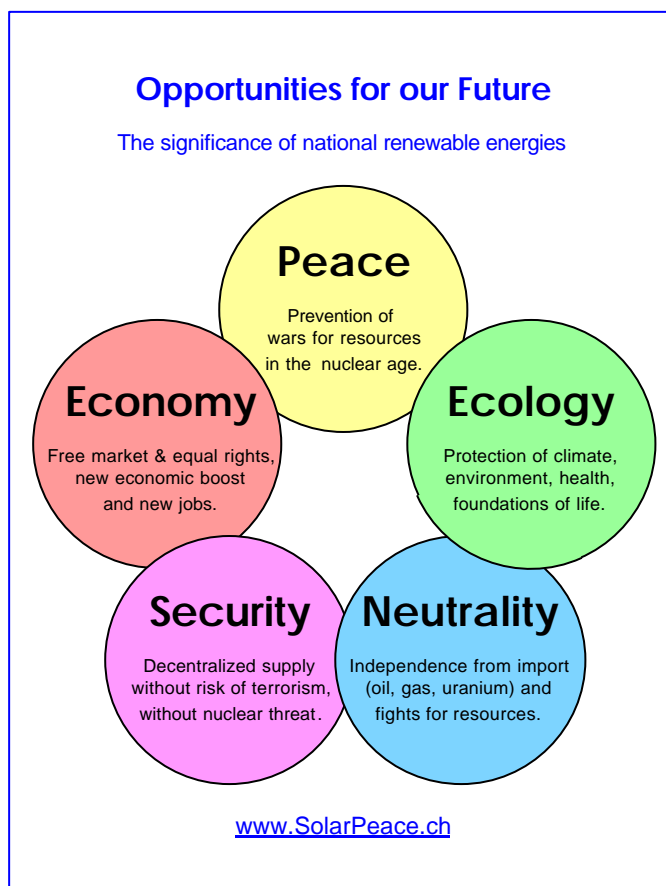 Opportunities for our Future
The significance of national renewable energies
Peace
Prevention of
wars for resources
in the nuclear age.
Economy
Free market & equal rights,
new economic boost
and new jobs.
Ecology
Protection of climate,
environment, health,
foundations of life.
Security
Decentralized supply
without risk of terrorism,
without nuclear threat.
Neutrality
Independence from import
(oil, gas, uranium) and
fights for resources.
www.SolarPeace.ch